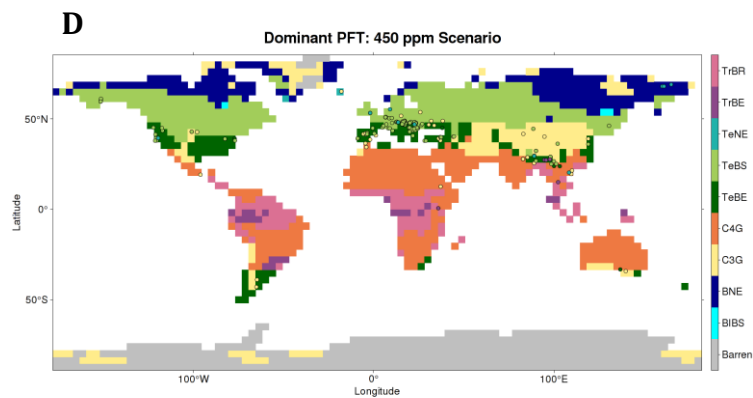 D
Dominant PFT: 450 ppm Scenario
TrBR
TrBE
TeNE
TeBS
TeBE
C4G
C3G
BNE
BIBS
Barren
50°N
0°
50°S
Latitude
100°W
0°
100°E
Longitude